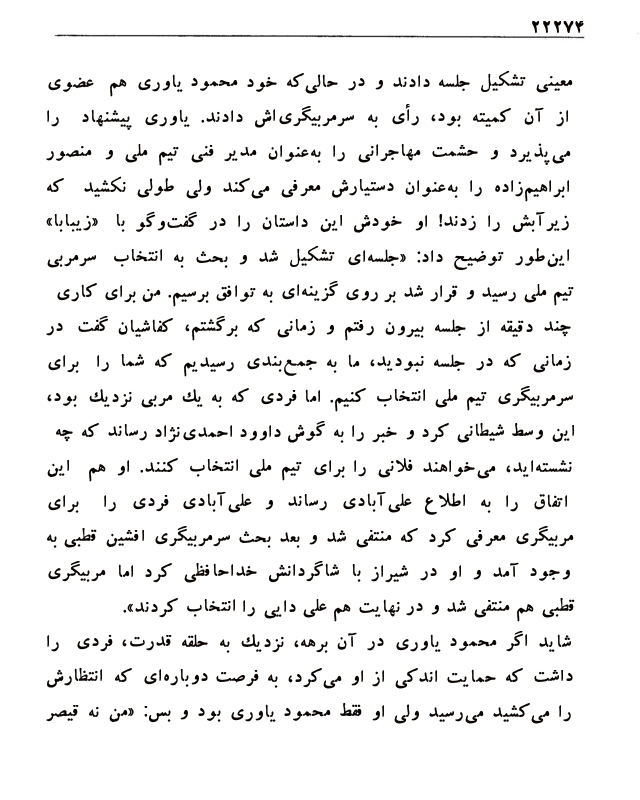 ۲۲۲۷۴
معینی تشکیل جلسه دادند و در حالی‌که خود محمود یاوری هم عضوی
از آن کمیته بود، رأی به سرمربیگری‌اش دادند. یاوری پیشنهاد را
می‌پذیرد و حشمت مهاجرانی را به‌عنوان مدیر فنی تیم ملی و منصور
ابراهیم‌زاده را به‌عنوان دستیارش معرفی می‌کند ولی طولی نکشید که
زیرآبش را زدند! او خودش این داستان را در گفت‌وگو با «زیبابا»
این‌طور توضیح داد: «جلسه‌ای تشکیل شد و بحث به انتخاب سرمربی
تیم ملی رسید و قرار شد بر روی گزینه‌ای به توافق برسیم. من برای کاری
چند دقیقه از جلسه بیرون رفتم و زمانی که برگشتم، کفاشیان گفت در
زمانی که در جلسه نبودید، ما به جمع‌بندی رسیدیم که شما را برای
سرمربیگری تیم ملی انتخاب کنیم. اما فردی که به یك مربی نزدیك بود،
این وسط شیطانی کرد و خبر را به گوش داوود احمدی‌نژاد رساند که چه
نشسته‌اید، می‌خواهند فلانی را برای تیم ملی انتخاب کنند. او هم این
اتفاق را به اطلاع علی‌آبادی رساند و علی‌آبادی فردی را برای
مربیگری معرفی کرد که منتفی شد و بعد بحث سرمربیگری افشین قطبی به
وجود آمد و او در شیراز با شاگردانش خداحافظی کرد اما مربیگری
قطبی هم منتفی شد و در نهایت هم علی دایی را انتخاب کردند».
شاید اگر محمود یاوری در آن برهه، نزدیك به حلقه قدرت، فردی را
داشت که حمایت اندکی از او می‌کرد، به فرصت دوباره‌ای که انتظارش
را می‌کشید می‌رسید ولی او فقط محمود یاوری بود و بس: «من نه قیصر